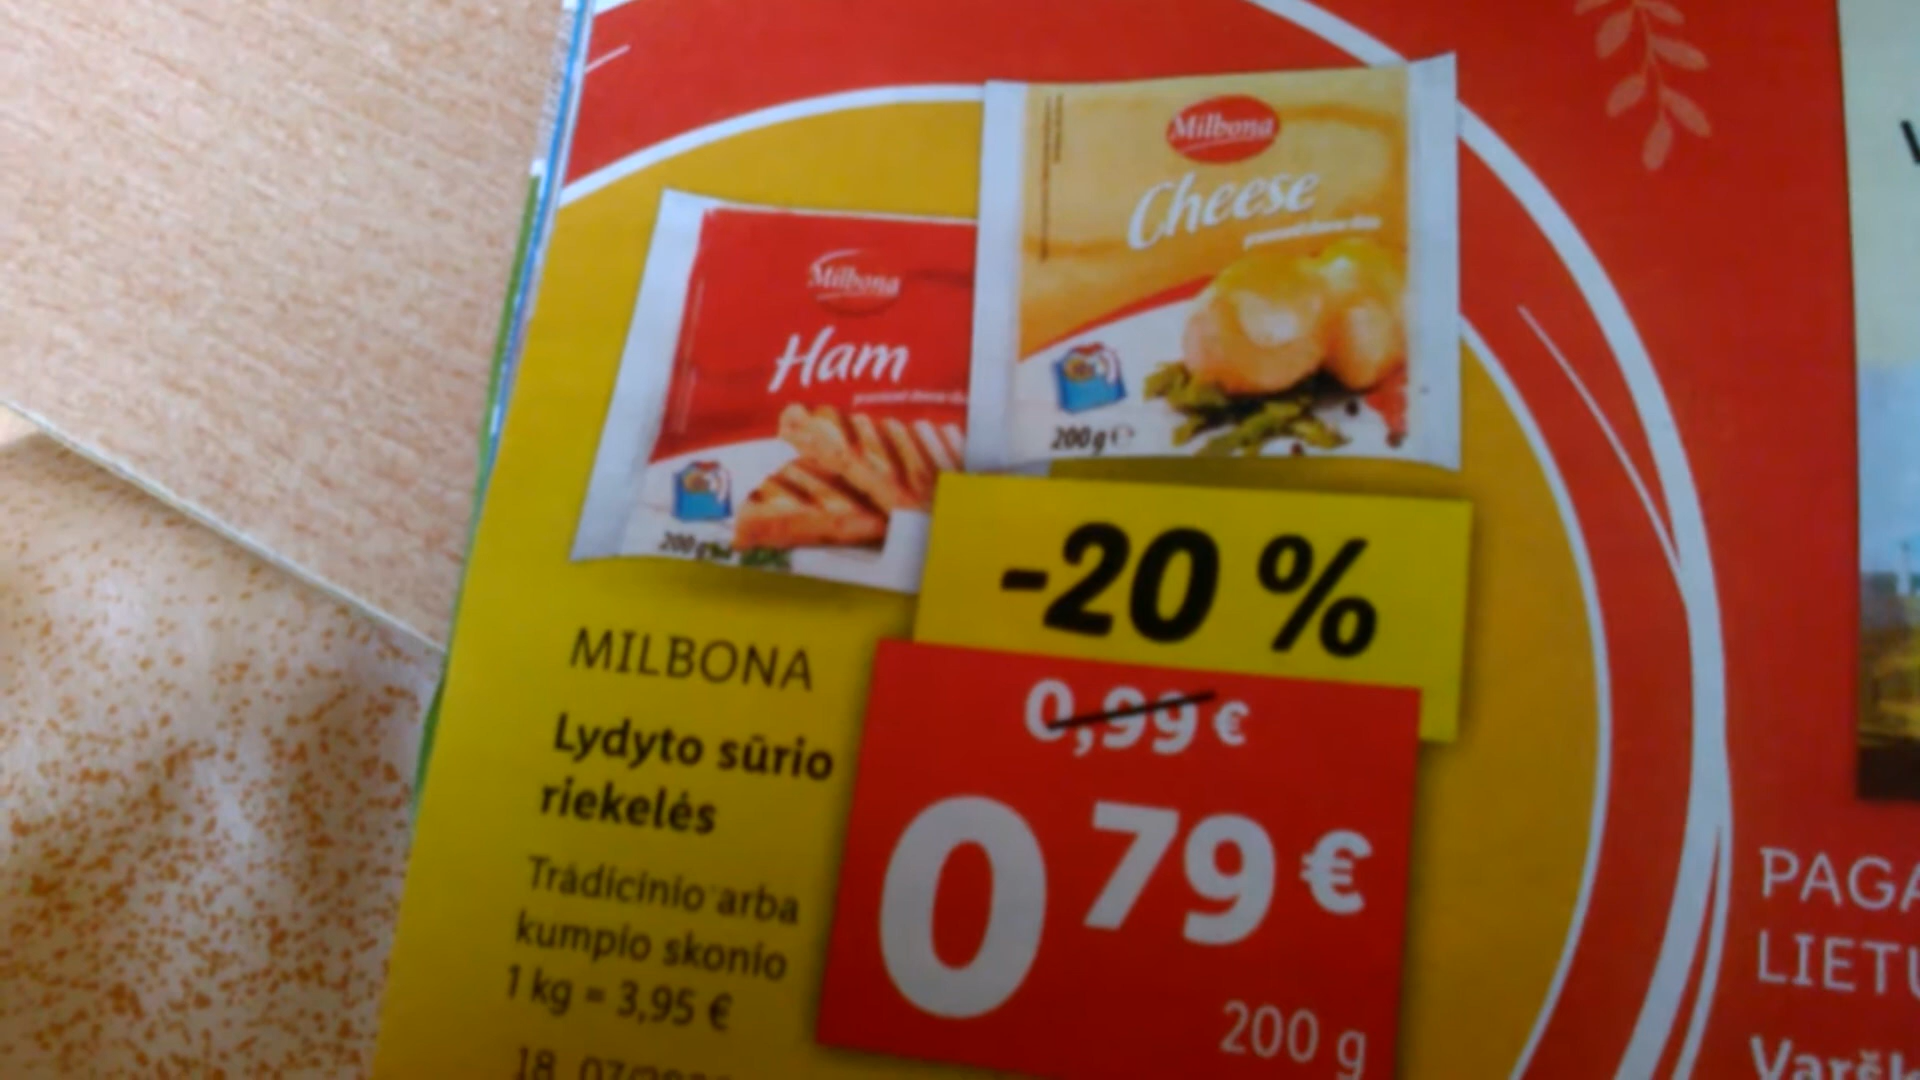 Milbona
Cheese
200 g e
Milbona
Ham
200 g
-20 %
0,99 €
0 79 €
200 g
MILBONA
Lydyto sūrio
riekelės
Tradicinio arba
kumpio skonio
1 kg = 3,95 €
PAGA
LIETU